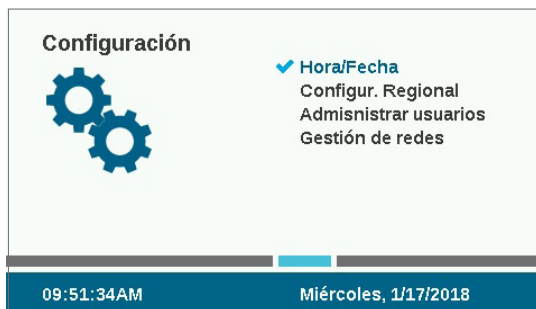 Configuración
Hora/Fecha
Configur. Regional
Admisnistrar usuarios
Gestión de redes
09:51:34AM
Miércoles, 1/17/2018